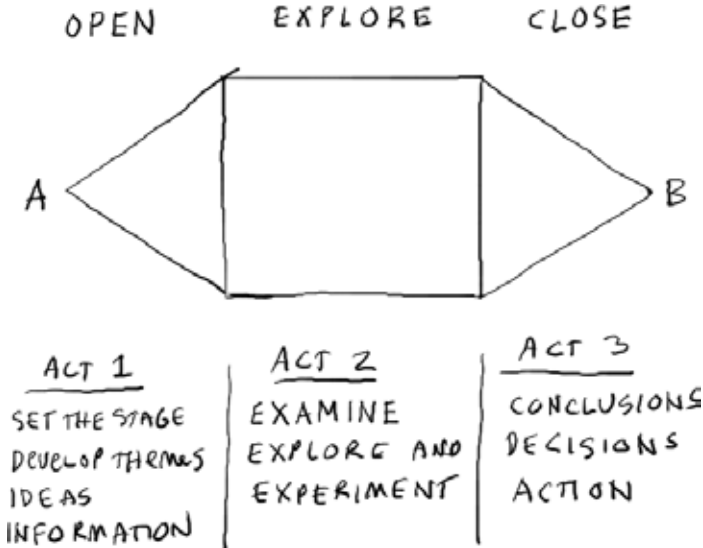 OPEN
EXPLORE
CLOSE
A
B
ACT 1
SET THE STAGE
DEVELOP THEMES
IDEAS
INFORMATION
ACT 2
EXAMINE
EXPLORE AND
EXPERIMENT
ACT 3
CONCLUSIONS
DECISIONS
ACTION